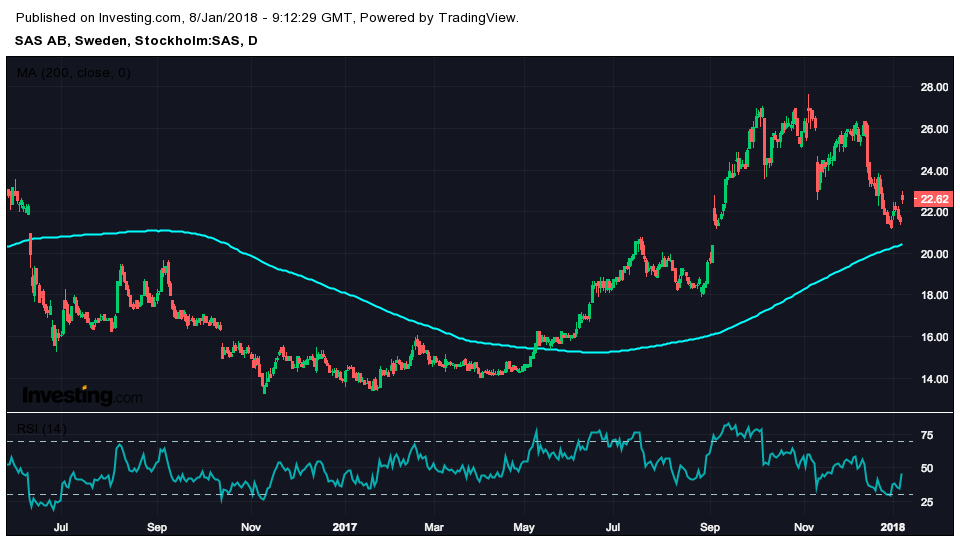 Published on Investing.com, 8/Jan/2018 - 9:12:29 GMT, Powered by TradingView.
SAS AB, Sweden, Stockholm:SAS, D
MA (200, close, 0)
28.00
26.00
24.00
22.62
22.00
20.00
18.00
16.00
14.00
Investing.com
RSI (14)
75
50
25
Jul Sep Nov 2017 Mar May Jul Sep Nov 2018